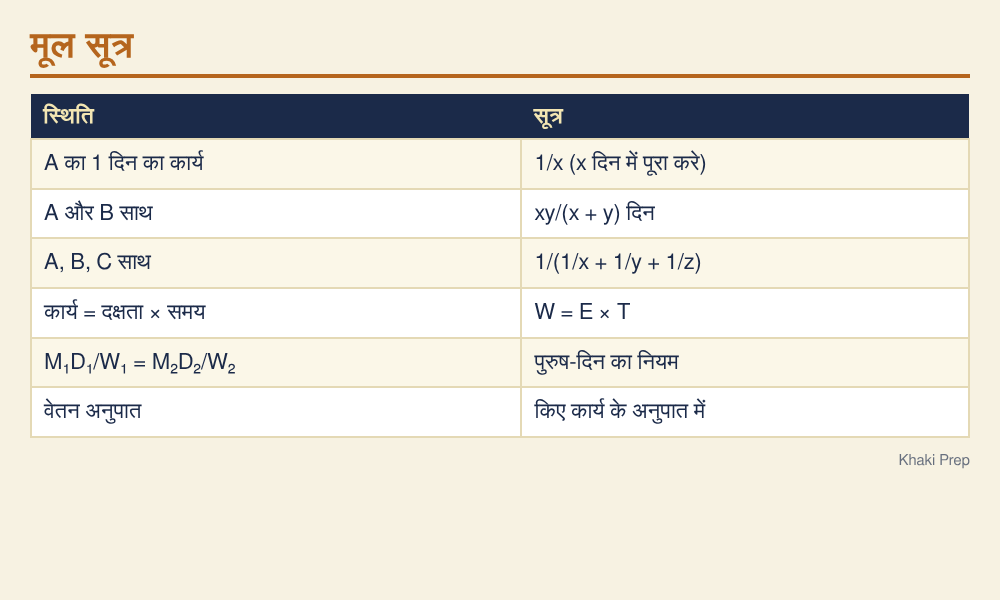 मूल सूत्र
स्थिति सूत्र
A का 1 दिन का कार्य 1/x (x दिन में पूरा करे)
A और B साथ xy/(x + y) दिन
A, B, C साथ 1/(1/x + 1/y + 1/z)
कार्य = दक्षता × समय W = E × T
M₁D₁/W₁ = M₂D₂/W₂ पुरुष-दिन का नियम
वेतन अनुपात किए कार्य के अनुपात में
Khaki Prep